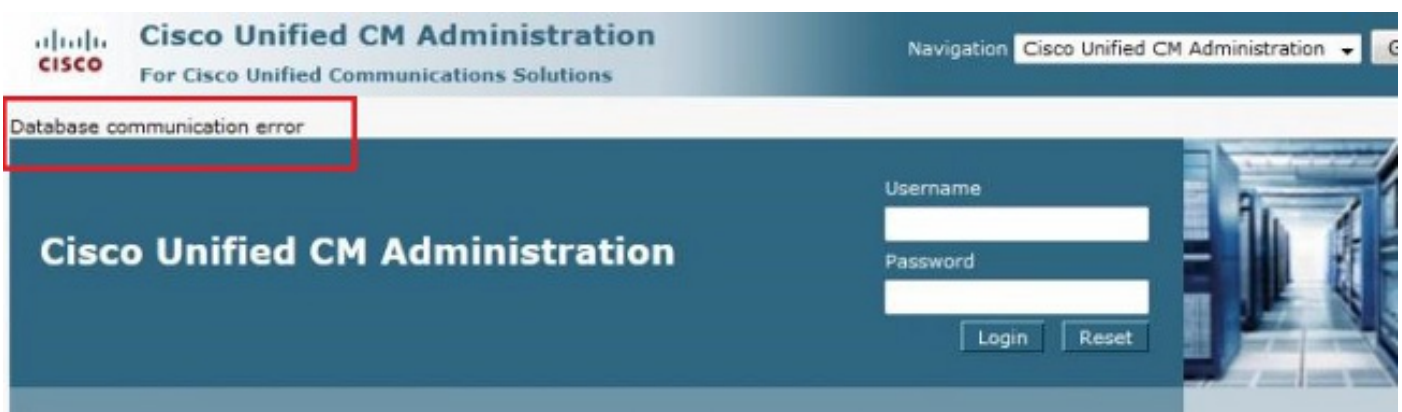 CISCO
Cisco Unified CM Administration
For Cisco Unified Communications Solutions
Navigation Cisco Unified CM Administration
Database communication error
Username
Cisco Unified CM Administration
Password
Login Reset